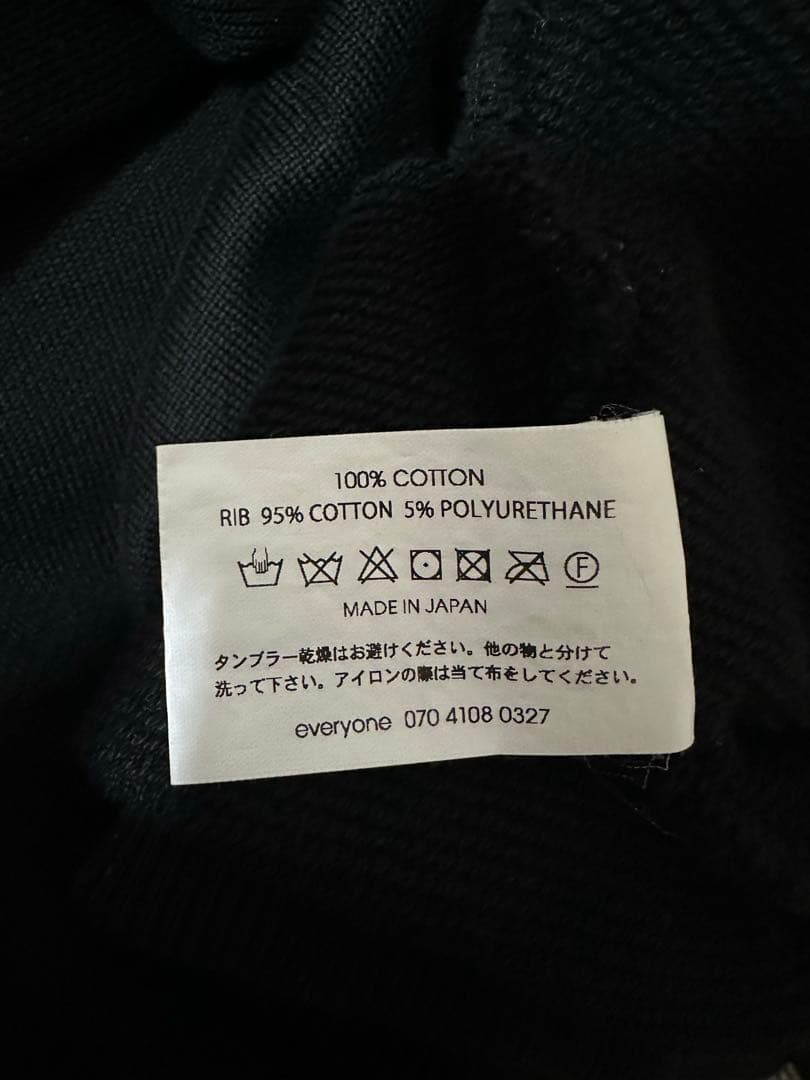 100% COTTON
RIB 95% COTTON 5% POLYURETHANE
F
MADE IN JAPAN
タンブラー乾燥はお避けください。他の物と分けて
洗って下さい。アイロンの際は当て布をしてください。
everyone 070 4108 0327